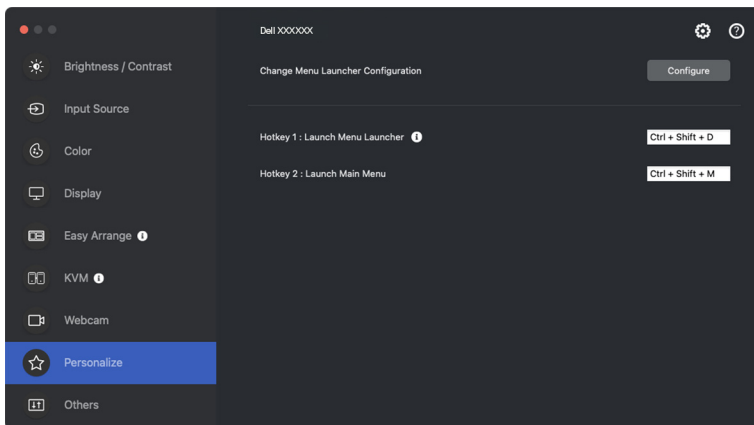 Dell XXXXXX
Brightness / Contrast
Change Menu Launcher Configuration
Configure
Input Source
Hotkey 1 : Launch Menu Launcher
Ctrl + Shift + D
Color
Hotkey 2 : Launch Main Menu
Ctrl + Shift + M
Display
Easy Arrange
KVM
Webcam
Personalize
Others